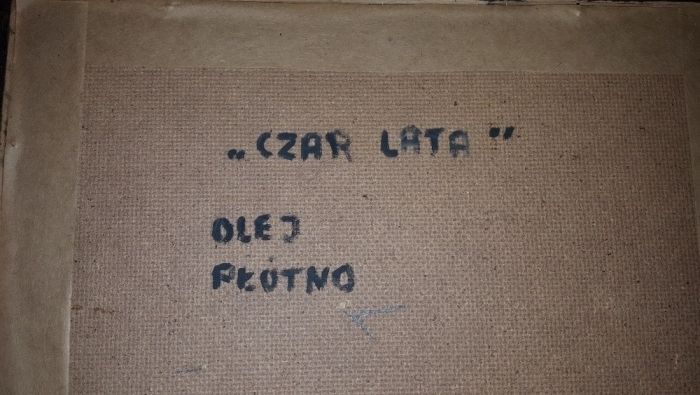 „CZAR LATA”
OLEJ
PŁÓTNO